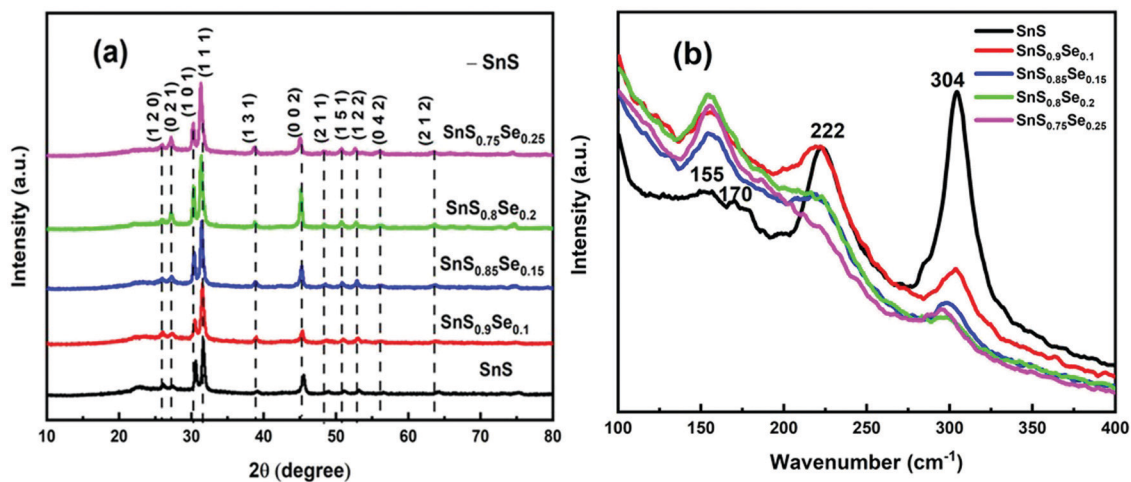 (a)
– SnS
(1 2 0)
(0 2 1)
(1 0 1)
(1 1 1)
(1 3 1)
(0 0 2)
(2 1 1)
(1 5 1)
(1 2 2)
(0 4 2)
(2 1 2)
SnS0.75Se0.25
SnS0.8Se0.2
SnS0.85Se0.15
SnS0.9Se0.1
SnS
Intensity (a.u.)
10 20 30 40 50 60 70 80
2θ (degree)
(b)
SnS
SnS0.9Se0.1
SnS0.85Se0.15
SnS0.8Se0.2
SnS0.75Se0.25
155
170
222
304
Intensity (a.u.)
100 150 200 250 300 350 400
Wavenumber (cm-1)